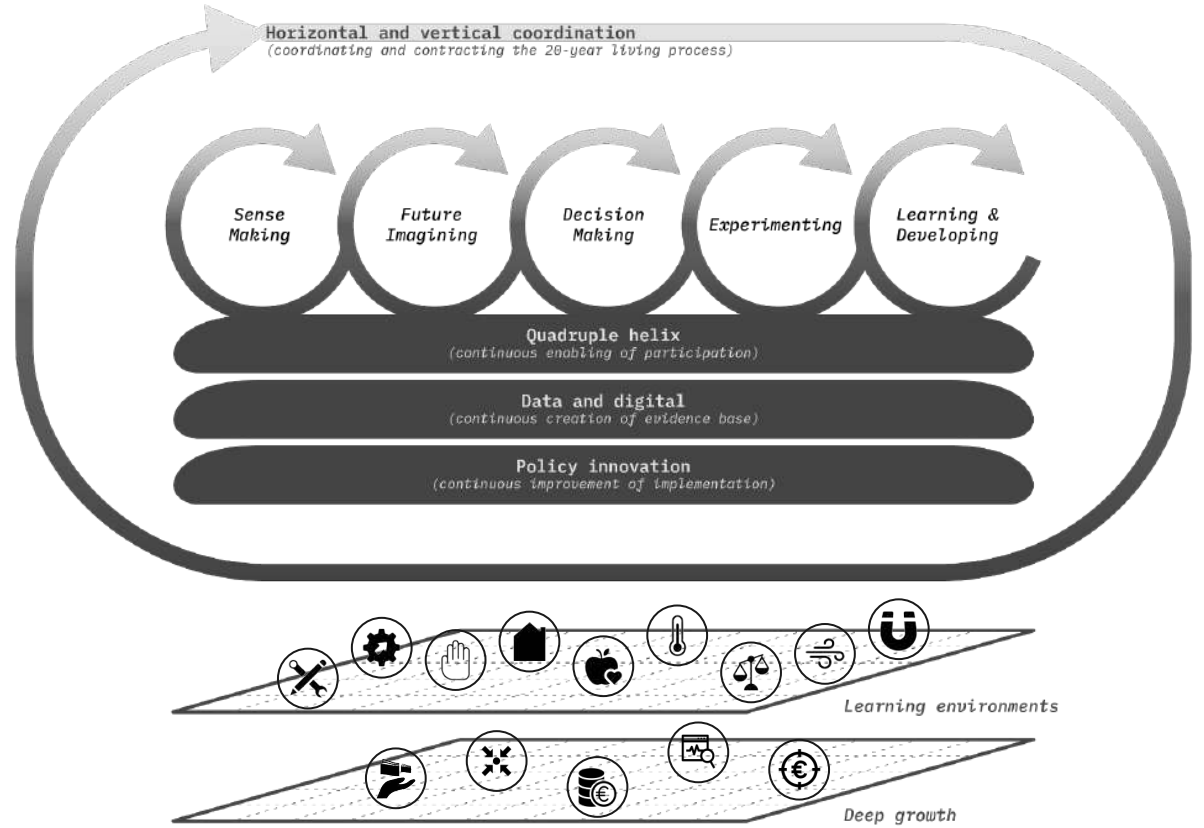 Horizontal and vertical coordination
(coordinating and contracting the 20-year living process)
Sense
Making
Future
Imagining
Decision
Making
Experimenting
Learning &
Developing
Quadruple helix
(continuous enabling of participation)
Data and digital
(continuous creation of evidence base)
Policy innovation
(continuous improvement of implementation)
Learning environments
Deep growth